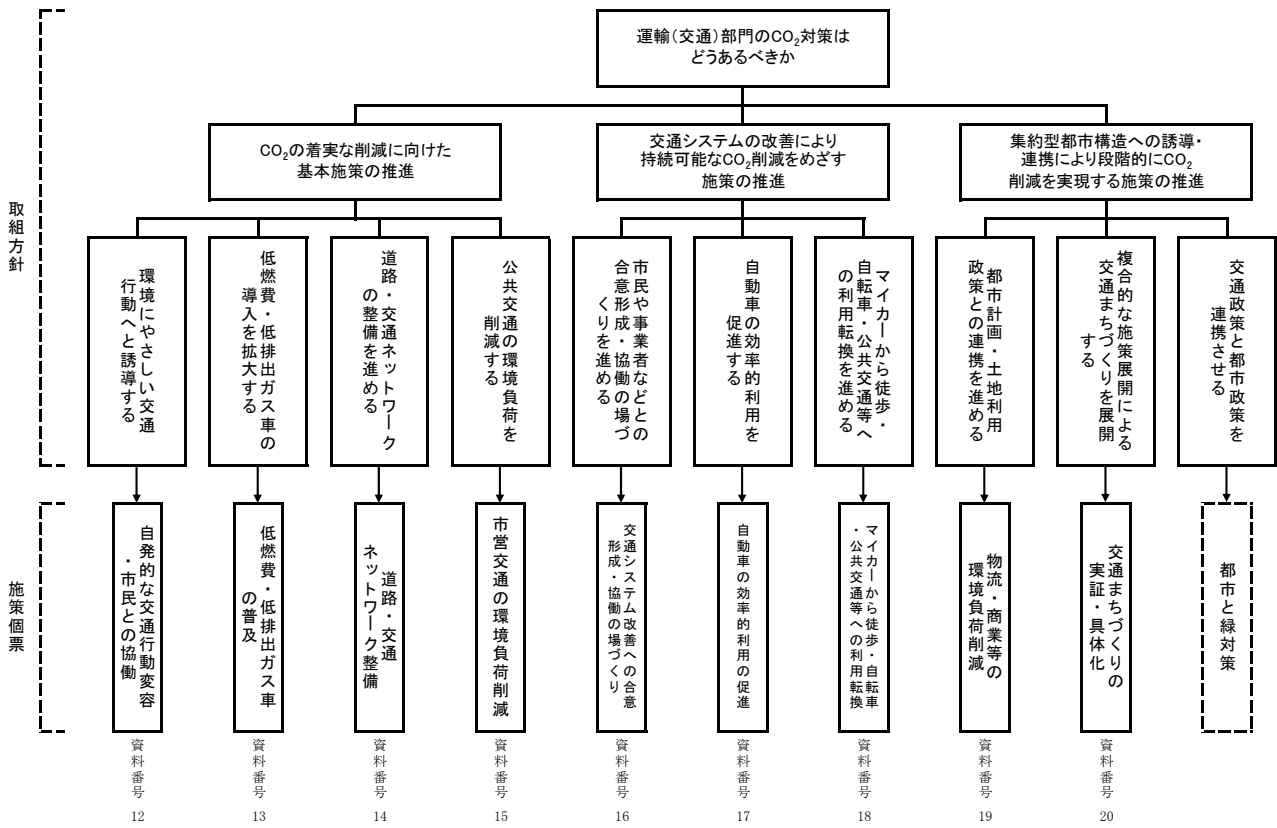 運輸(交通)部門のCO₂対策は
どうあるべきか
CO₂の着実な削減に向けた
基本施策の推進
交通システムの改善により
持続可能なCO₂削減をめざす
施策の推進
集約型都市構造への誘導・
連携により段階的にCO₂
削減を実現する施策の推進
取組方針
環境にやさしい交通
行動へと誘導する
低燃費・低排出ガス車の
導入を拡大する
道路・交通ネットワーク
の整備を進める
公共交通の環境負荷を
削減する
市民や事業者などとの
合意形成・協働の場づ
くりを進める
自動車の効率的利用を
促進する
マイカーから徒歩・
自転車・公共交通等へ
の利用転換を進める
都市計画・土地利用
政策との連携を進める
複合的な施策展開による
交通まちづくりを展開
する
交通政策と都市政策を
連携させる
施策個票
自発的な交通行動変容
・市民との協働
低燃費・低排出ガス車
の普及
道路・交通
ネットワーク整備
市営交通の環境負荷削減
交通システム改善への合意
形成・協働の場づくり
自動車の効率的利用の促進
マイカーから徒歩・自転車
・公共交通等への利用転換
物流・商業等の
環境負荷削減
交通まちづくりの
実証・具体化
都市と緑対策
資料番号
12
資料番号
13
資料番号
14
資料番号
15
資料番号
16
資料番号
17
資料番号
18
資料番号
19
資料番号
20